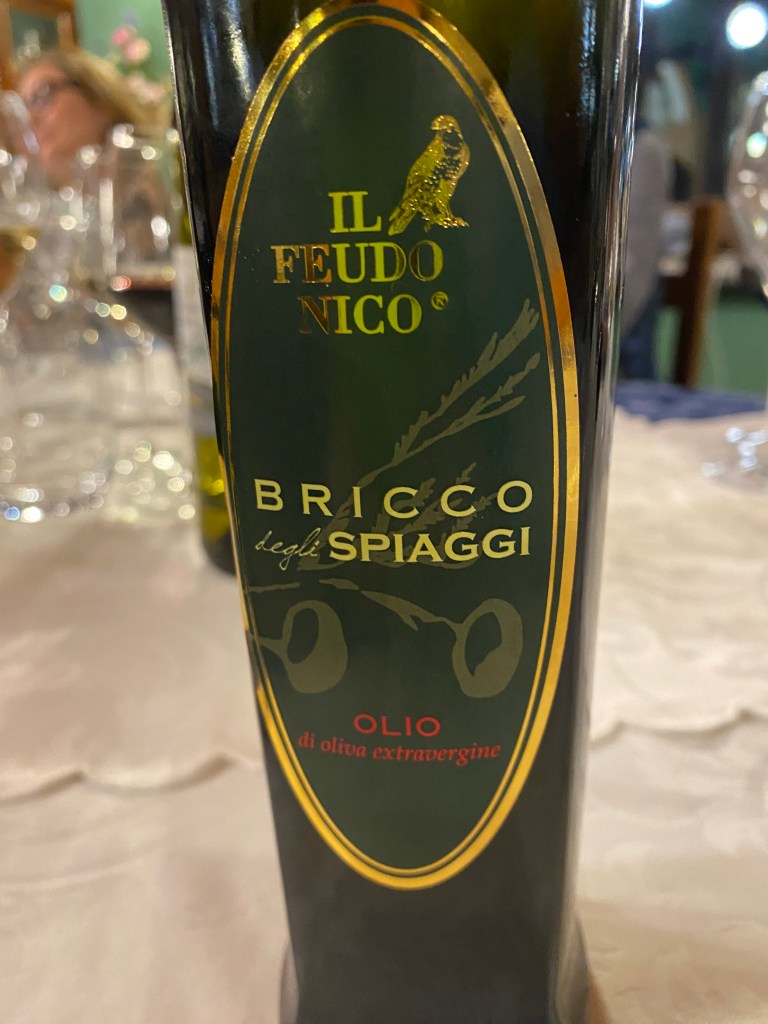 IL
FEUDO
NICO®
BRICCO
degli SPIAGGI
OLIO
di oliva extravergine